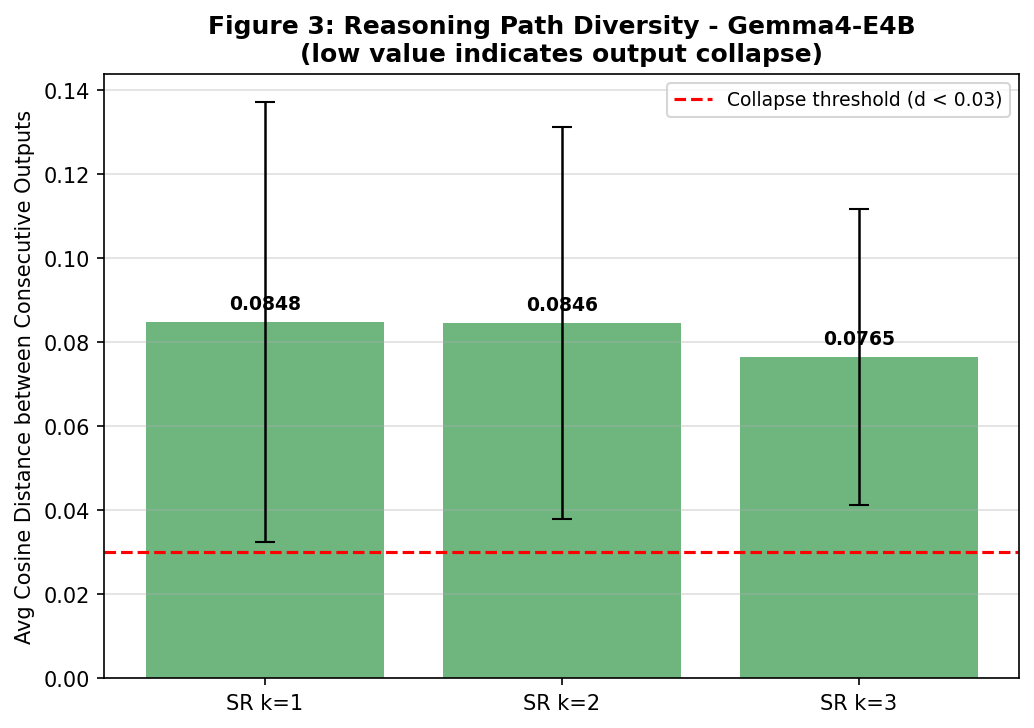 Figure 3: Reasoning Path Diversity - Gemma4-E4B
(low value indicates output collapse)
Collapse threshold (d < 0.03)
Avg Cosine Distance between Consecutive Outputs
0.14
0.12
0.10
0.08
0.06
0.04
0.02
0.00
0.0848
0.0846
0.0765
SR k=1
SR k=2
SR k=3